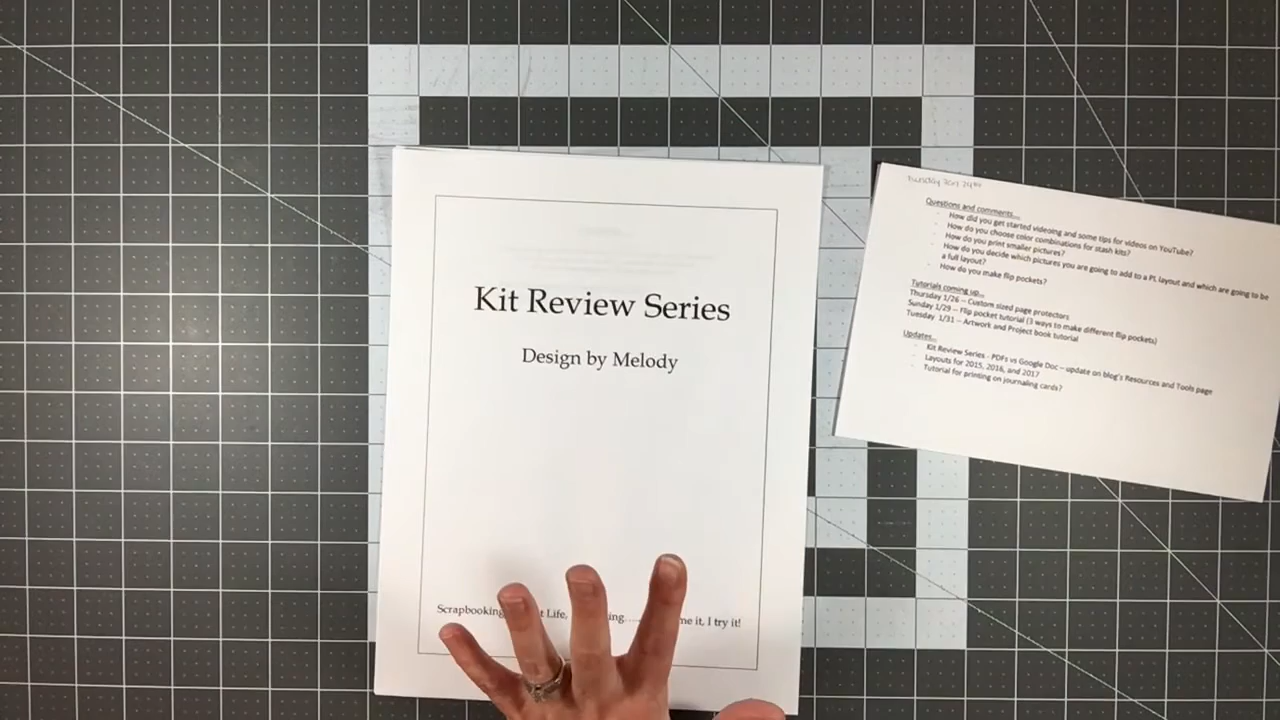 Kit Review Series
Design by Melody
Scrapbooking t Life, ing.... me it, I try it!
Tuesday 24th
Questions and comments...
- How did you get started videoing and some tips for videos on YouTube?
- How do you choose color combinations for stash kits?
- How do you print smaller pictures?
- How do you decide which pictures you are going to add to a PL layout and which are going to be
a full layout?
- How do you make flip pockets?
Tutorials coming up...
Thursday 1/26 – Custom sized page protectors
Sunday 1/29 – Flip pocket tutorial (3 ways to make different flip pockets)
Tuesday 1/31 – Artwork and Project book tutorial
Updates...
- Kit Review Series - PDFs vs Google Doc – update on blog's Resources and Tools page
- Layouts for 2015, 2016, and 2017
- Tutorial for printing on journaling cards?